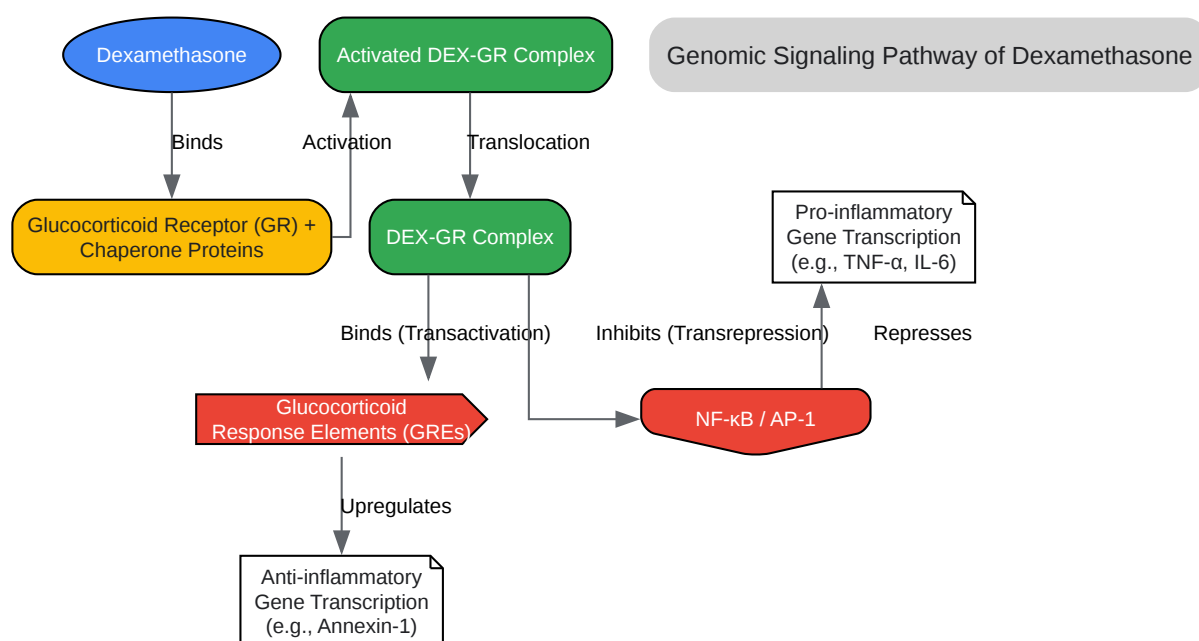 Dexamethasone
Activated DEX-GR Complex
Genomic Signaling Pathway of Dexamethasone
Binds
Activation
Translocation
Glucocorticoid Receptor (GR) +
Chaperone Proteins
DEX-GR Complex
Pro-inflammatory
Gene Transcription
(e.g., TNF-α, IL-6)
Binds (Transactivation)
Inhibits (Transrepression)
Represses
Glucocorticoid
Response Elements (GREs)
NF-κB / AP-1
Upregulates
Anti-inflammatory
Gene Transcription
(e.g., Annexin-1)